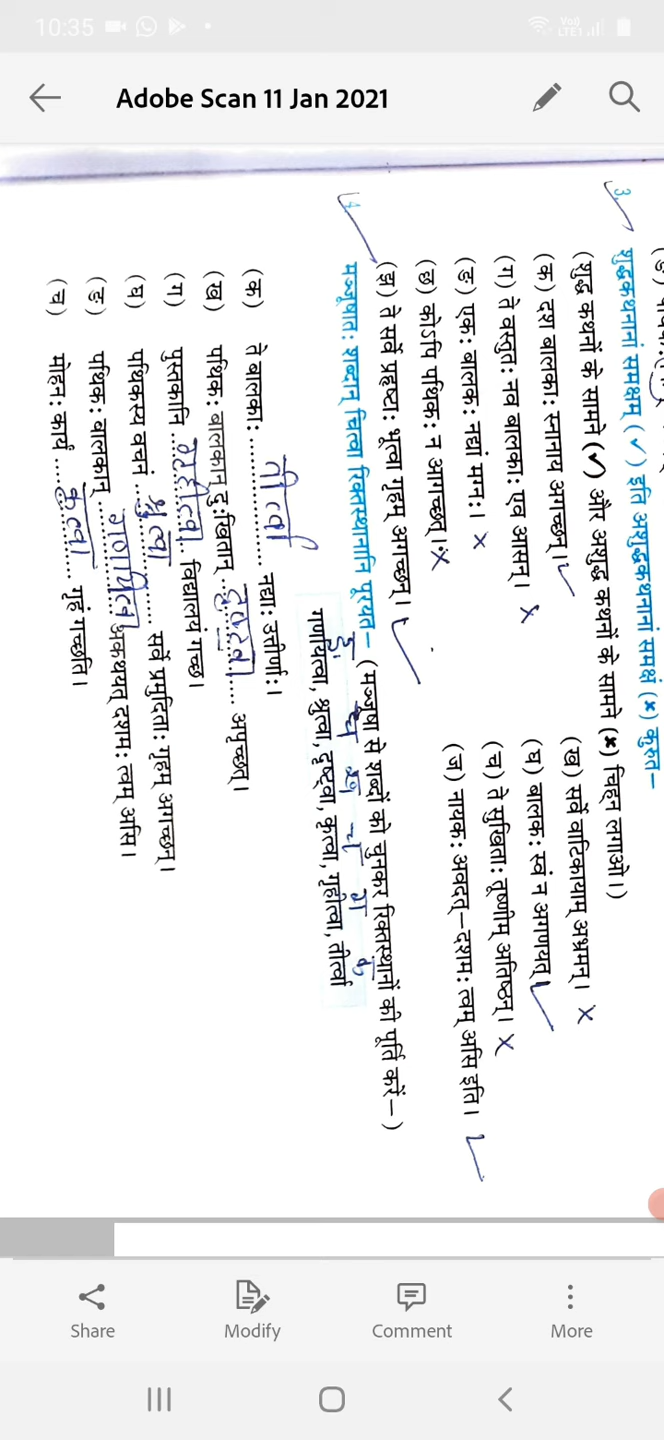 10:35
Vo)) LTE1
Adobe Scan 11 Jan 2021
3.
शुद्धकथनानां समक्षम् (✓) इति अशुद्धकथनानां समक्षं (×) कुरुत–
(शुद्ध कथनों के सामने (✓) और अशुद्ध कथनों के सामने (×) चिह्न लगाओ।)
(क) दश बालकाः स्नानाय अगच्छन्। ✓
(ख) सर्वे वाटिकायाम् अभ्रमन्। ×
(ग) ते वस्तुतः नव बालकाः एव आसन्। ×
(घ) बालकः स्वं न अगणयत्। ✓
(ङ) एकः बालकः नद्यां मग्नः। ×
(च) ते सुखिताः तूष्णीम् अतिष्ठन्। ×
(छ) कोऽपि पथिकः न आगच्छत्। ×
(ज) नायकः अवदत्–दशमः त्वम् असि इति। ✓
(झ) ते सर्वे प्रहृष्टाः भूत्वा गृहम् अगच्छन्। ✓
4.
मञ्जूषातः शब्दान् चित्वा रिक्तस्थानानि पूरयत– (मञ्जूषा से शब्दों को चुनकर रिक्तस्थानों की पूर्ति करें–)
ङ घ ख च ग क
गणयित्वा, श्रुत्वा, दृष्ट्वा, कृत्वा, गृहीत्वा, तीर्त्वा
(क) ते बालकाः ..... तीर्त्वा ..... नद्याः उत्तीर्णाः।
(ख) पथिकः बालकान् दुःखितान् ..... दृष्ट्वा ..... अपृच्छत्।
(ग) पुस्तकानि ..... गृहीत्वा ..... विद्यालयं गच्छ।
(घ) पथिकस्य वचनं ..... श्रुत्वा ..... सर्वे प्रमुदिताः गृहम् अगच्छन्।
(ङ) पथिकः बालकान् ..... गणयित्वा ..... अकथयत् दशमः त्वम् असि।
(च) मोहनः कार्यं ..... कृत्वा ..... गृहं गच्छति।
Share
Modify
Comment
More